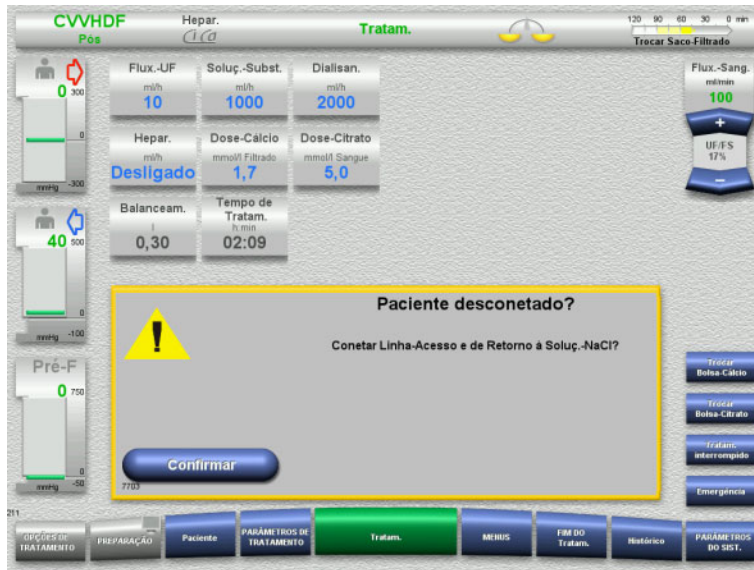 CVVHDF
Pós
Hepar.
Ci Ca
Tratam.
120 90 60 30 0 min
Trocar Saco-Filtrado
0
300
0
-300
mmHg
40
500
0
-100
mmHg
Pré-F
0
750
0
-50
mmHg
Flux.-UF
ml/h
10
Soluç.-Subst.
ml/h
1000
Dialisan.
ml/h
2000
Hepar.
ml/h
Desligado
Dose-Cálcio
mmol/l Filtrado
1,7
Dose-Citrato
mmol/l Sangue
5,0
Balanceam.
l
0,30
Tempo de
Tratam.
h:min
02:09
Flux.-Sang.
ml/min
100
+
UF/FS
17%
−
!
Paciente desconetado?
Conetar Linha-Acesso e de Retorno á Soluç.-NaCl?
Confirmar
7703
Trocar
Bolsa-Cálcio
Trocar
Bolsa-Citrato
Tratam.
interrompido
Emergência
211
OPÇÕES DE
TRATAMENTO
PREPARAÇÃO
Paciente
PARÂMETROS DE
TRATAMENTO
Tratam.
MENUS
FIM DO
Tratam.
Histórico
PARÂMETROS
DO SIST.